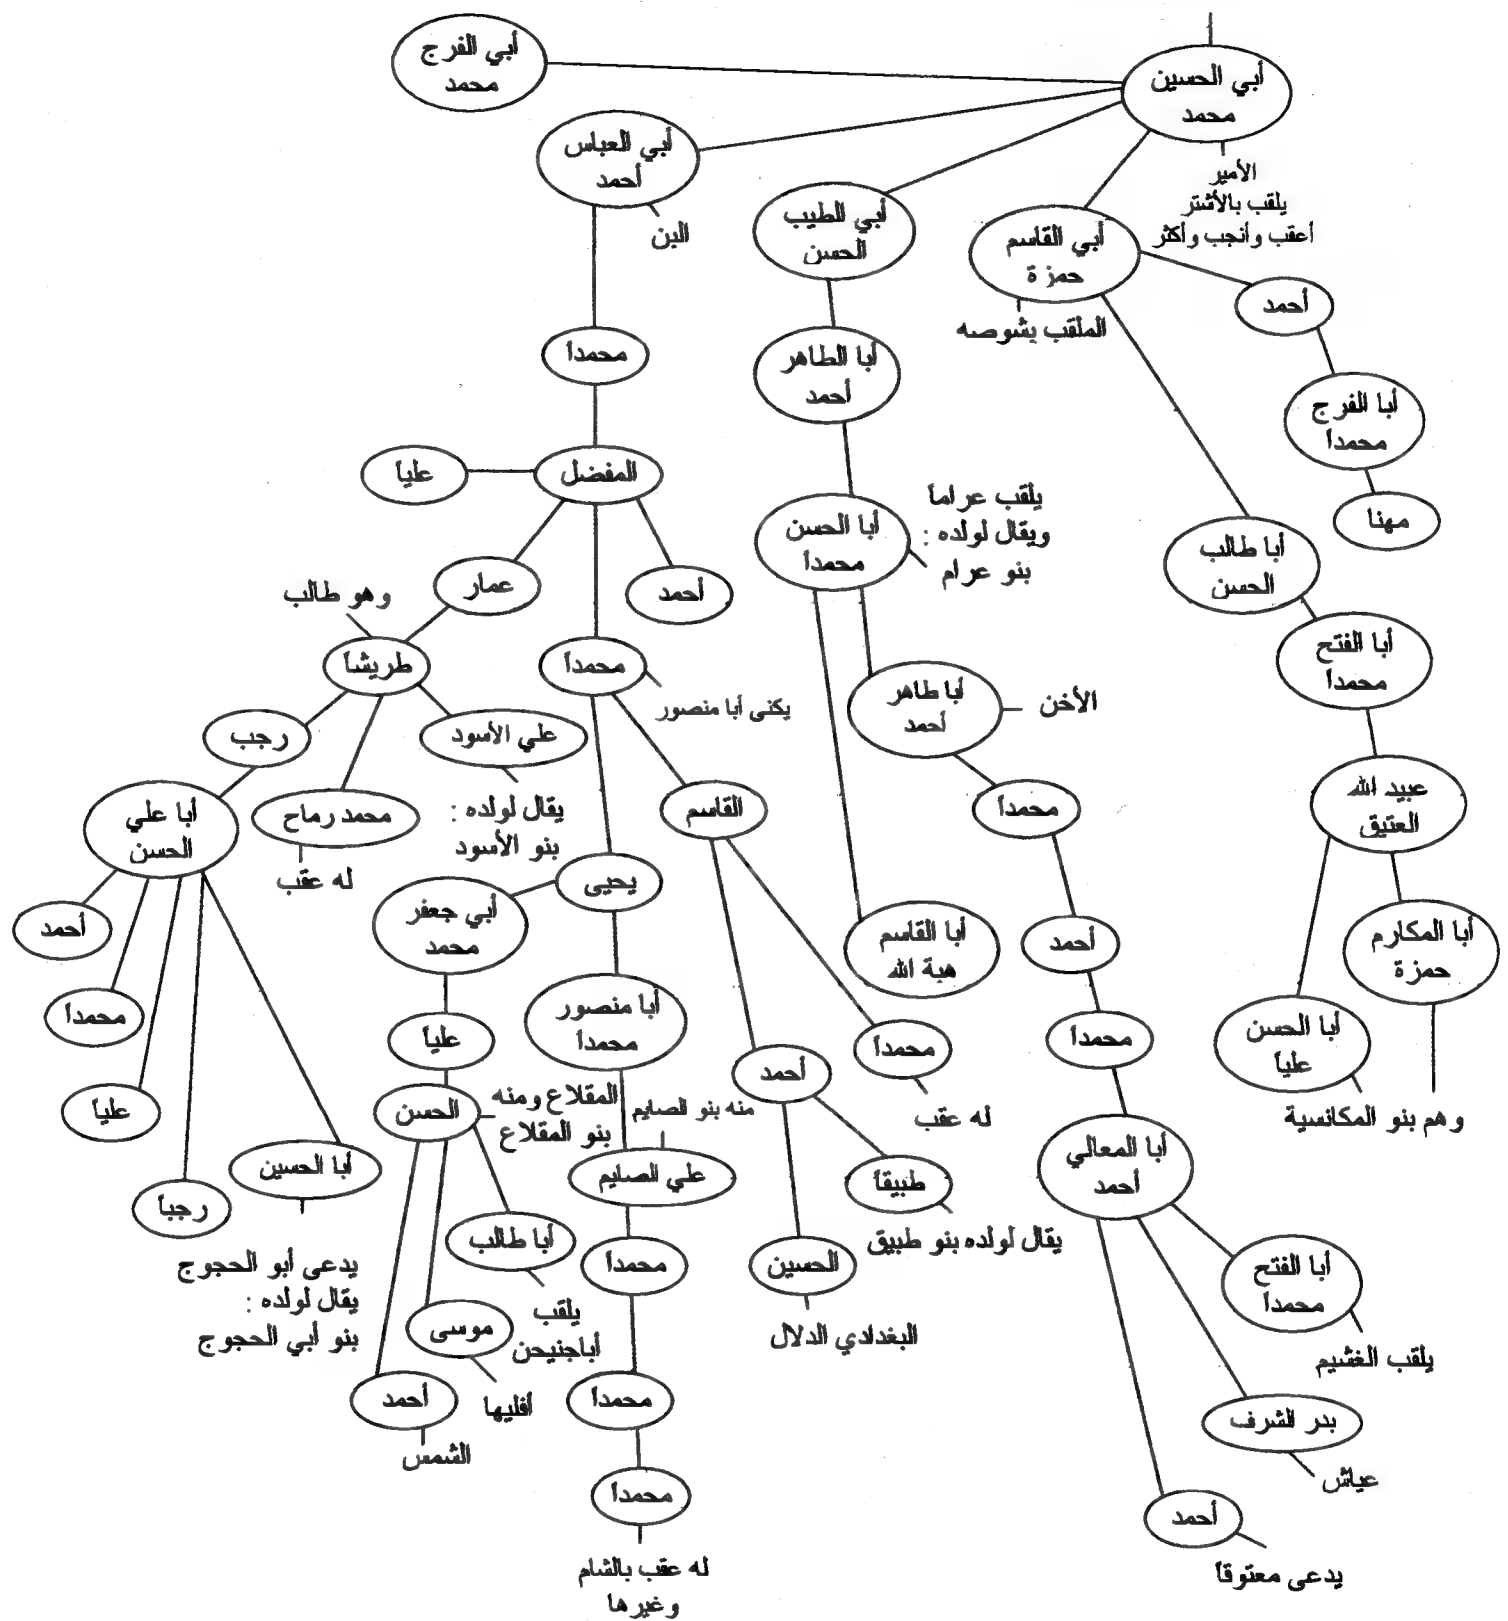 أبي الحسين
محمد
الأمير
يلقب بالأشتر
أعقب وأنجب وأكثر
أبي الفرج
محمد
أبي العباس
أحمد
البن
أبي الطيب
الحسن
أبي القاسم
حمزة
الملقب بشوصه
أحمد
أبا الفرج
محمداً
مهنا
أبا طالب
الحسن
أبا الفتح
محمداً
عبيد الله
العتيق
أبا المكارم
حمزة
أبا الحسن
علياً
وهم بنو المكانسية
أبا الطاهر
أحمد
أبا الحسن
محمداً
يلقب عراماً
ويقال لولده :
بنو عرام
أبا طاهر
أحمد
الأخن
أبا القاسم
هبة الله
محمداً
أحمد
محمداً
أبا المعالي
أحمد
أبا الفتح
محمداً
يلقب الغشيم
بدر الشرف
عياش
أحمد
يدعى معتوقاً
محمداً
المفضل
علياً
أحمد
عمار
محمداً
يكنى أبا منصور
وهو طالب
طريشاً
رجب
محمد رماح
له عقب
علي الأسود
يقال لولده :
بنو الأسود
أبا علي
الحسن
أحمد
محمداً
علياً
رجباً
أبا الحسين
يدعى أبو الحجوج
يقال لولده :
بنو أبي الحجوج
القاسم
يحيى
أبي جعفر
محمد
علياً
الحسن
المقلاع ومنه
بنو المقلاع
أبا طالب
يلقب
أباجنيحن
موسى
أفليها
أحمد
الشمس
أبا منصور
محمداً
منه بنو الصايم
علي الصايم
محمداً
محمداً
محمداً
له عقب بالشام
وغيرها
محمداً
له عقب
أحمد
طبيقاً
يقال لولده بنو طبيق
الحسين
البغدادي الدلال